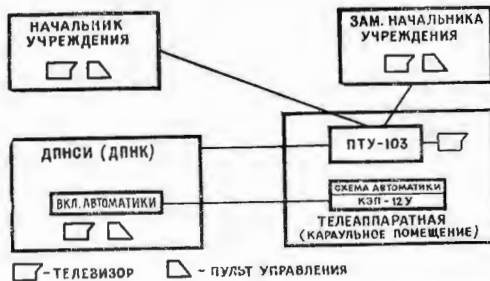 НАЧАЛЬНИК
УЧРЕЖДЕНИЯ
ЗАМ. НАЧАЛЬНИКА
УЧРЕЖДЕНИЯ
ДПНСИ (ДПНК)
ВКЛ. АВТОМАТИКИ
ПТУ-103
СХЕМА АВТОМАТИКИ
КЭП-12У
ТЕЛЕАППАРАТНАЯ
(КАРАУЛЬНОЕ ПОМЕЩЕНИЕ)
-ТЕЛЕВИЗОР
- ПУЛЬТ УПРАВЛЕНИЯ